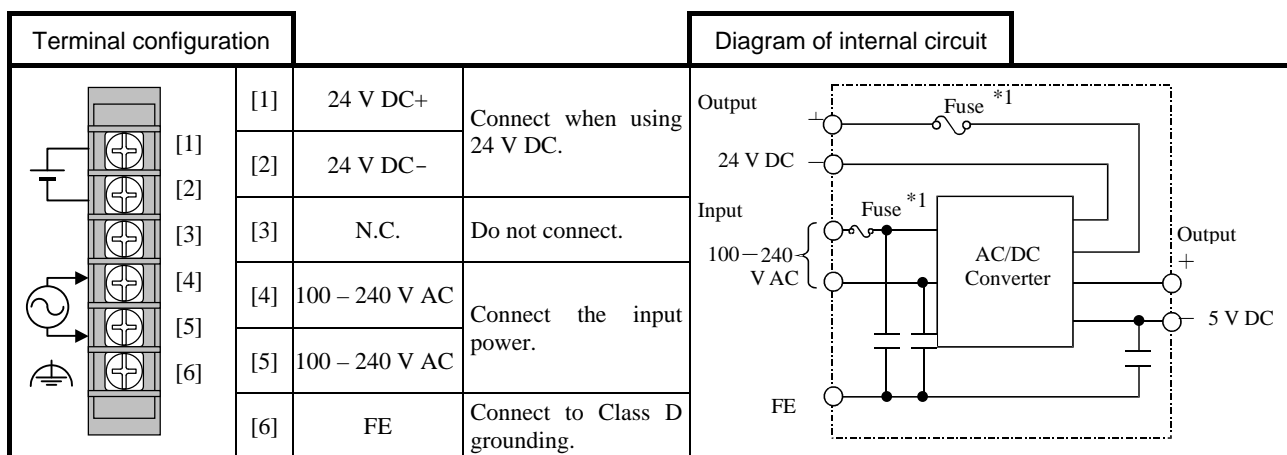 Terminal configuration
Diagram of internal circuit
[1]
[2]
[3]
[4]
[5]
[6]
[1] 24 V DC+
Connect when using
24 V DC.
[2] 24 V DC−
[3] N.C. Do not connect.
[4] 100 – 240 V AC
Connect the input
power.
[5] 100 – 240 V AC
[6] FE
Connect to Class D
grounding.
Output
+
Fuse *1
24 V DC
−
Input
Fuse *1
100－240
V AC
AC/DC
Converter
Output
+
− 5 V DC
FE